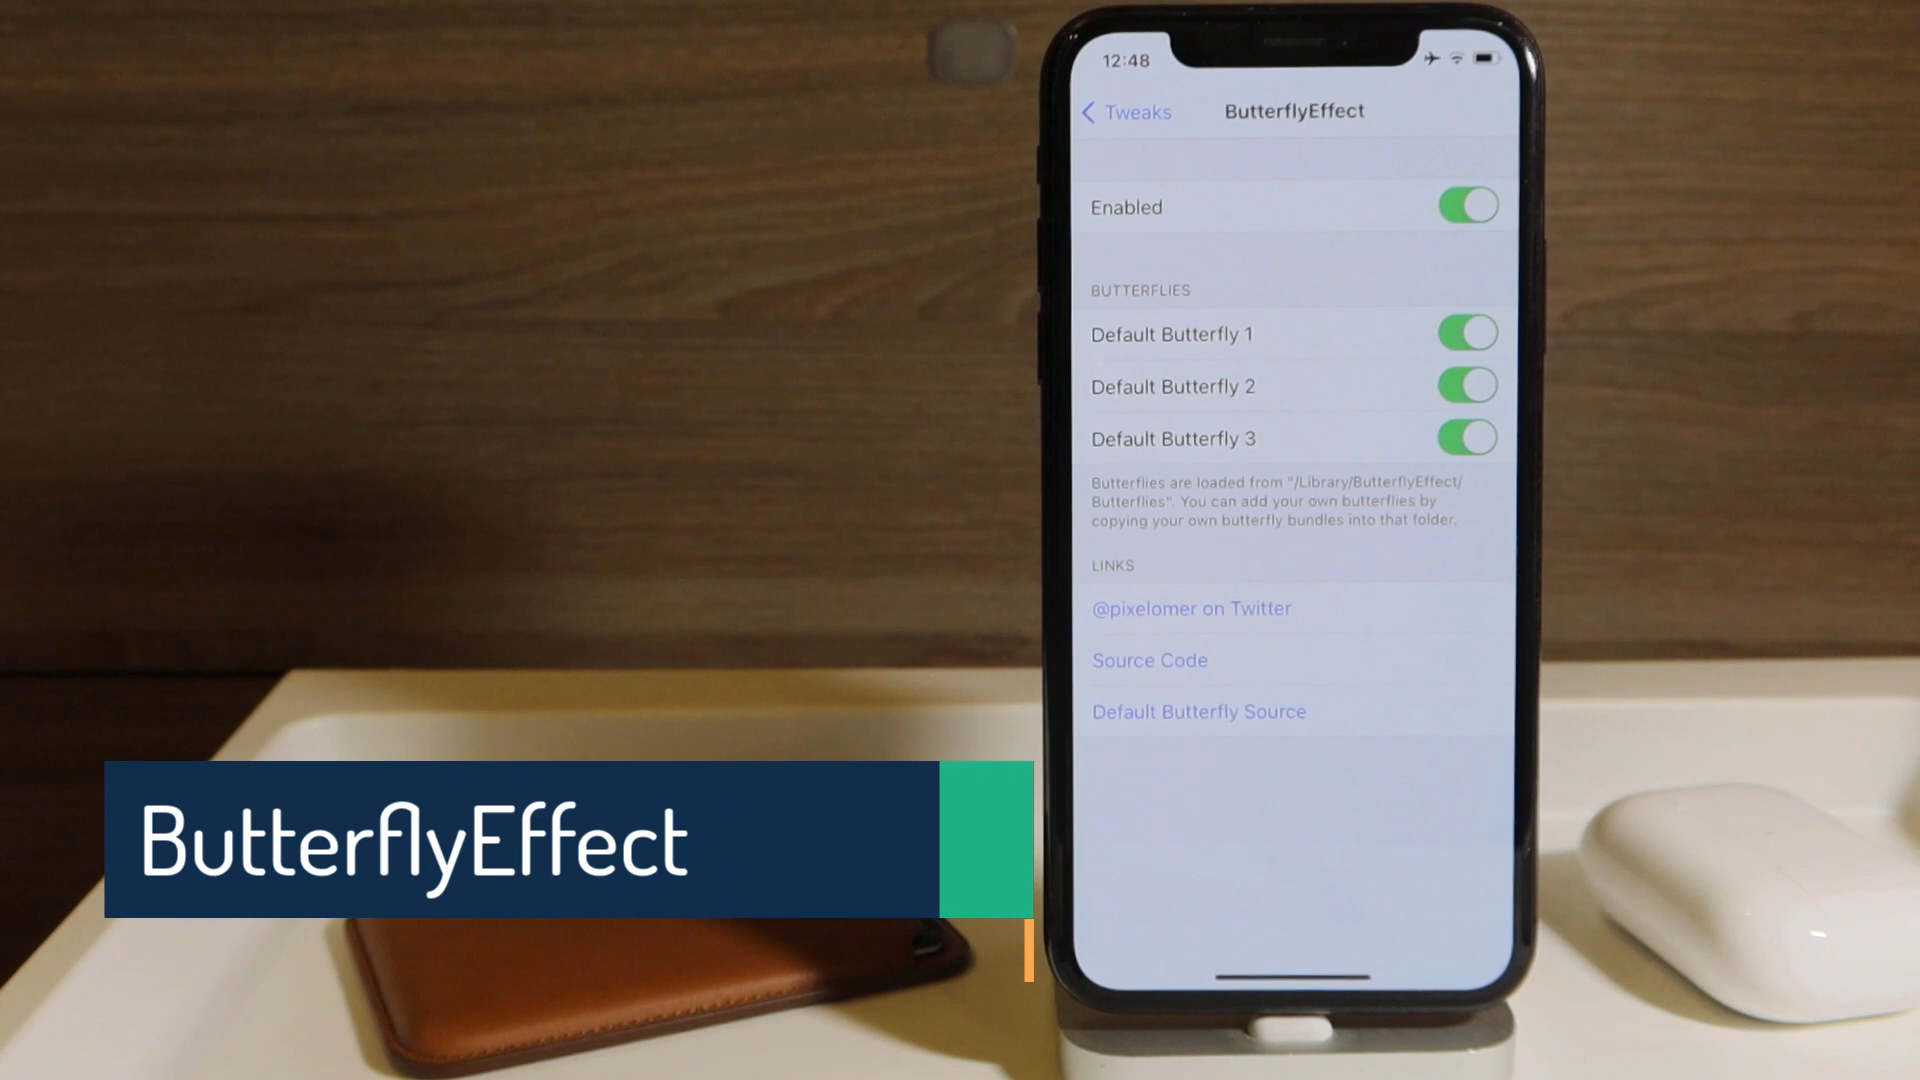 12:48
Tweaks
ButterflyEffect
Enabled
BUTTERFLIES
Default Butterfly 1
Default Butterfly 2
Default Butterfly 3
Butterflies are loaded from "/Library/ButterflyEffect/
Butterflies". You can add your own butterflies by
copying your own butterfly bundles into that folder.
LINKS
@pixelomer on Twitter
Source Code
Default Butterfly Source
ButterflyEffect